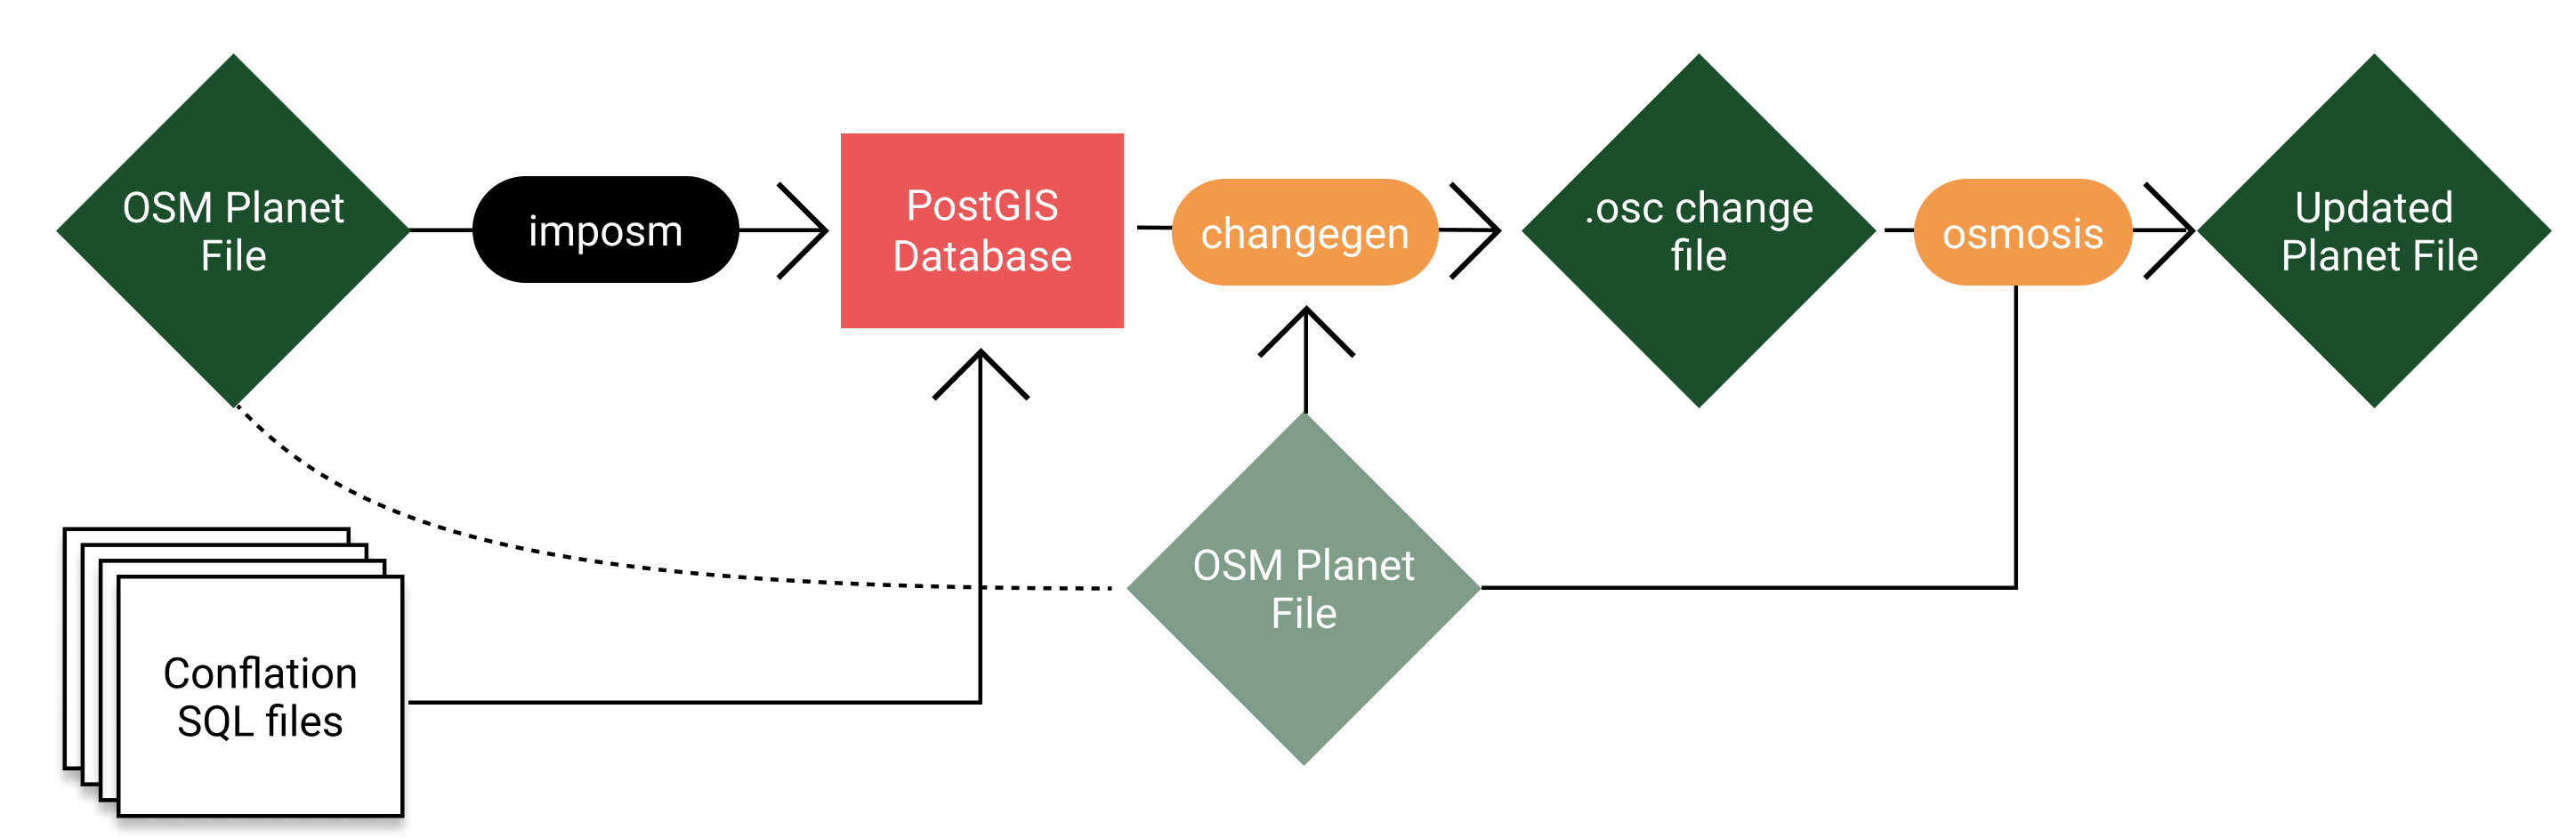 OSM Planet
File
imposm
PostGIS
Database
changegen
.osc change
file
osmosis
Updated
Planet File
OSM Planet
File
Conflation
SQL files